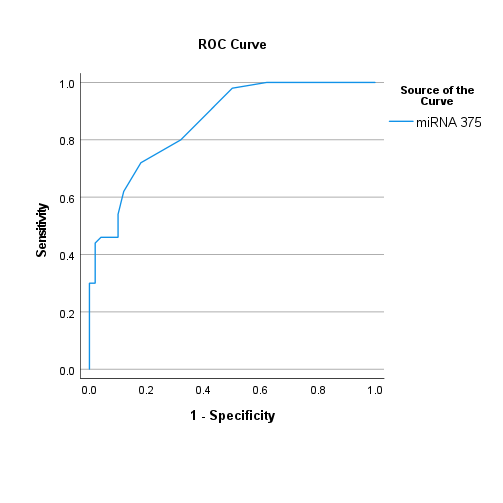 ROC Curve
Source of the
Curve
miRNA 375
Sensitivity
1.0
0.8
0.6
0.4
0.2
0.0
0.0 0.2 0.4 0.6 0.8 1.0
1 - Specificity